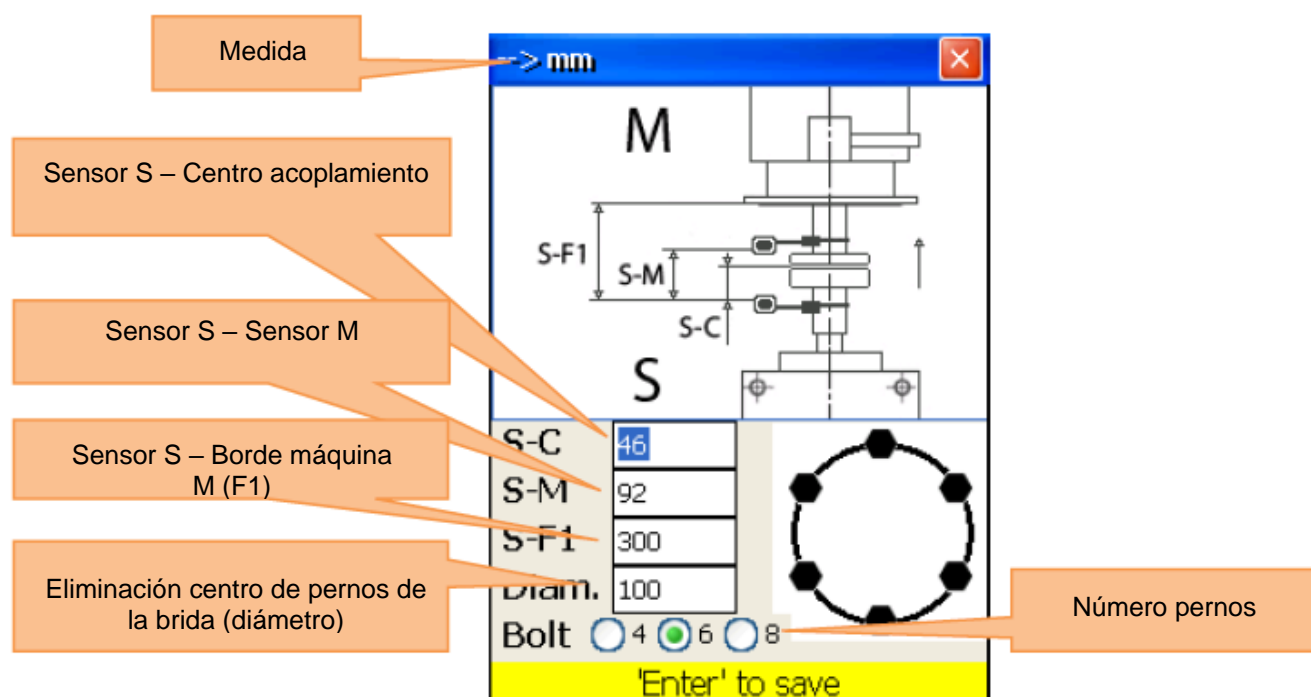 Medida
--> mm
M
Sensor S – Centro acoplamiento
S-F1
S-M
S-C
Sensor S – Sensor M
S
S-C
46
Sensor S – Borde máquina
M (F1)
S-M
92
S-F1
300
Eliminación centro de pernos de
la brida (diámetro)
Diam.
100
Número pernos
Bolt 4 6 8
'Enter' to save